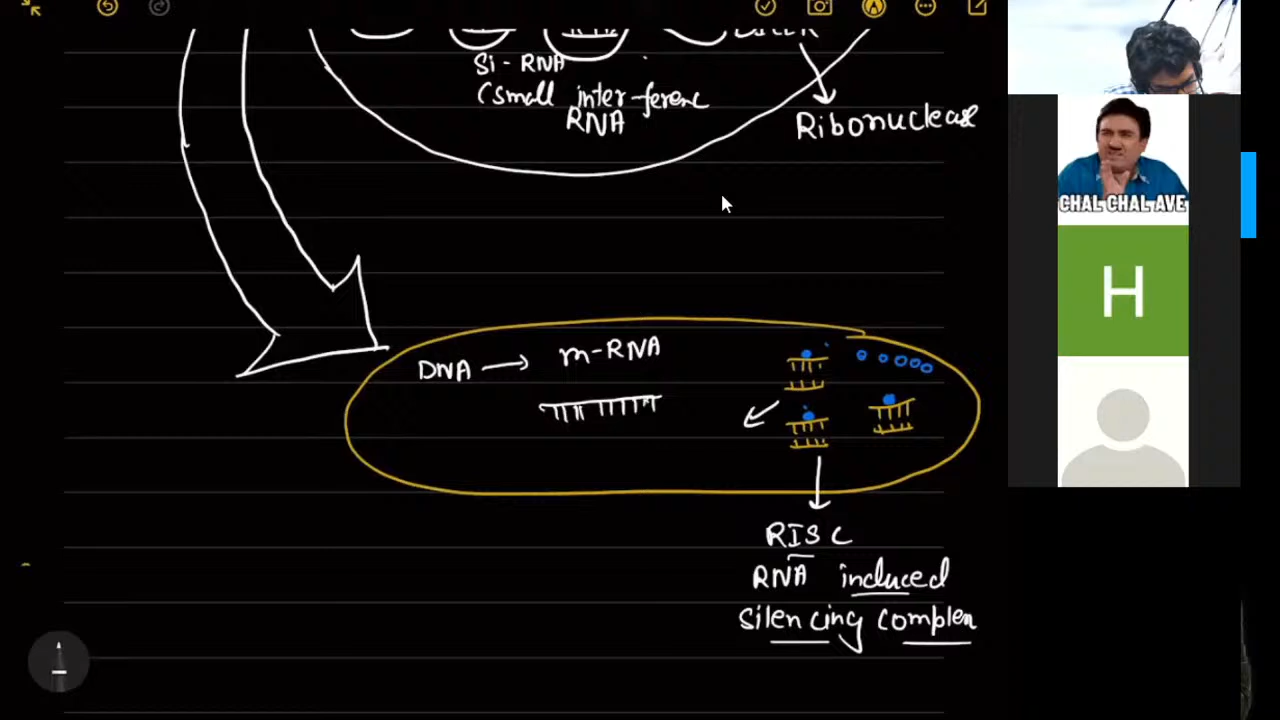 Si - RNA
(Small inter-ferenc
RNA
Ribonuclease
CHAL CHAL AVE
H
DNA → m-RNA
RISC
RNA induced
Silencing complex